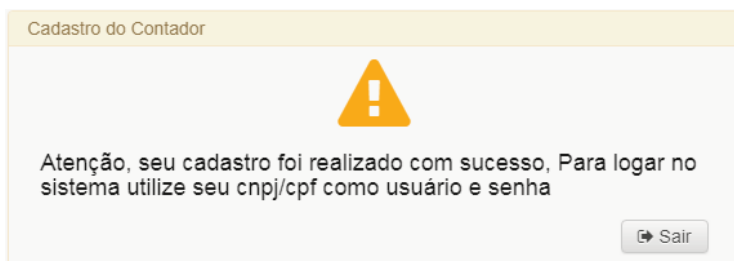 Cadastro do Contador
Atenção, seu cadastro foi realizado com sucesso, Para logar no
sistema utilize seu cnpj/cpf como usuário e senha
Sair